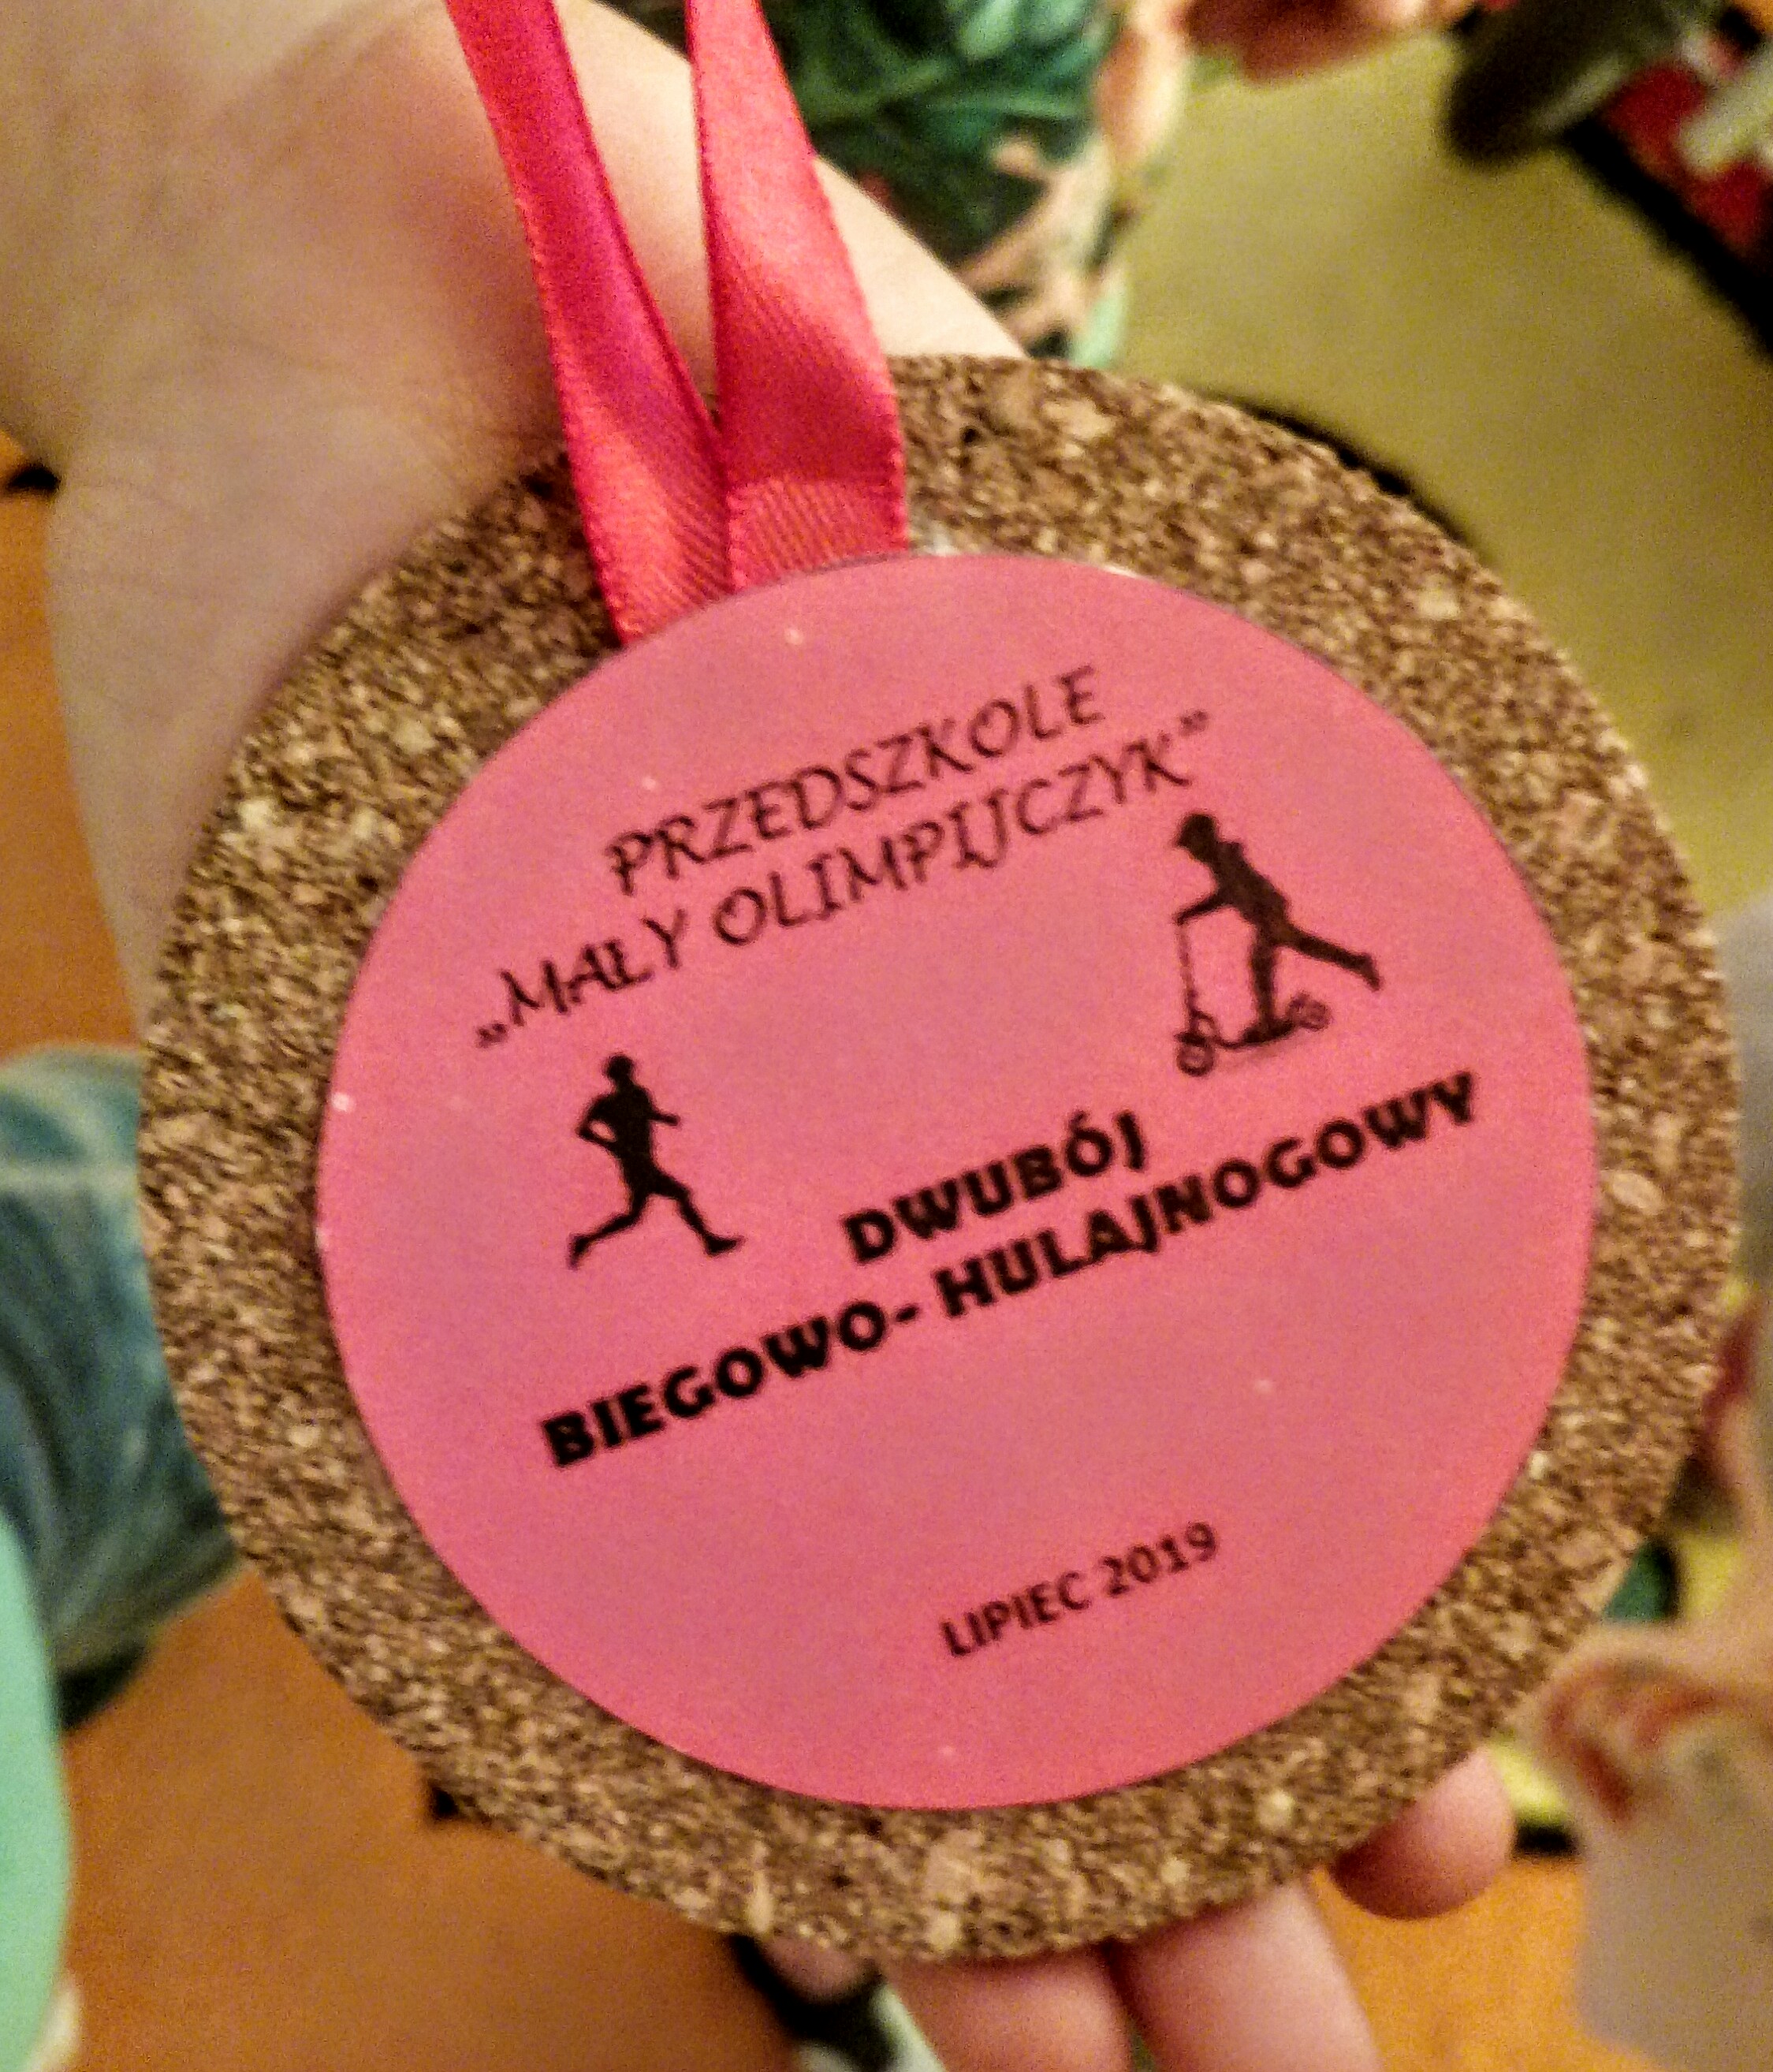 PRZEDSZKOLE
„MAŁY OLIMPIJCZYK”
DWUBÓJ
BIEGOWO- HULAJNOGOWY
LIPIEC 2019